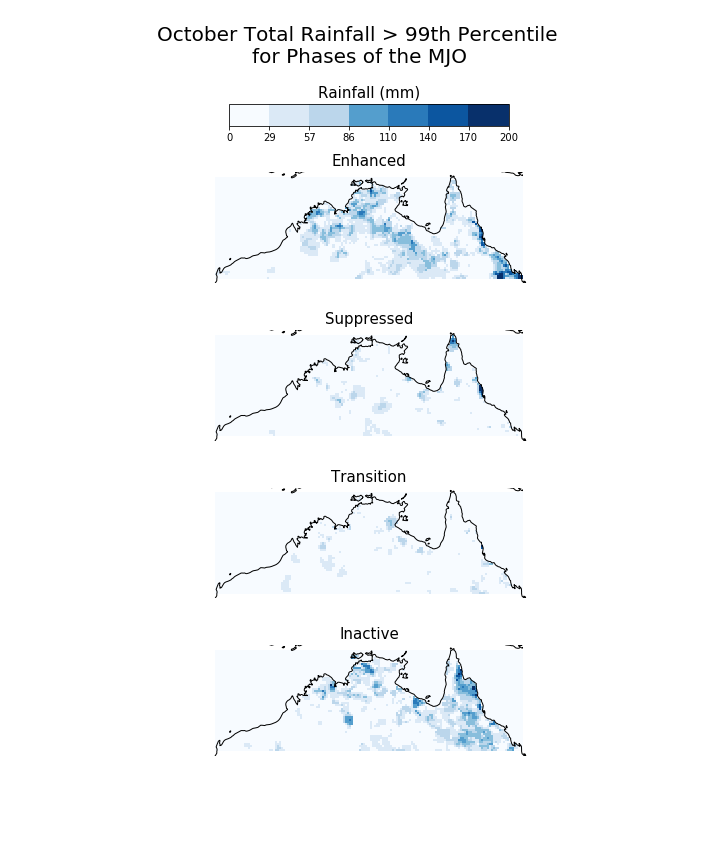 October Total Rainfall > 99th Percentile
for Phases of the MJO
Rainfall (mm)
0 29 57 86 110 140 170 200
Enhanced
Suppressed
Transition
Inactive